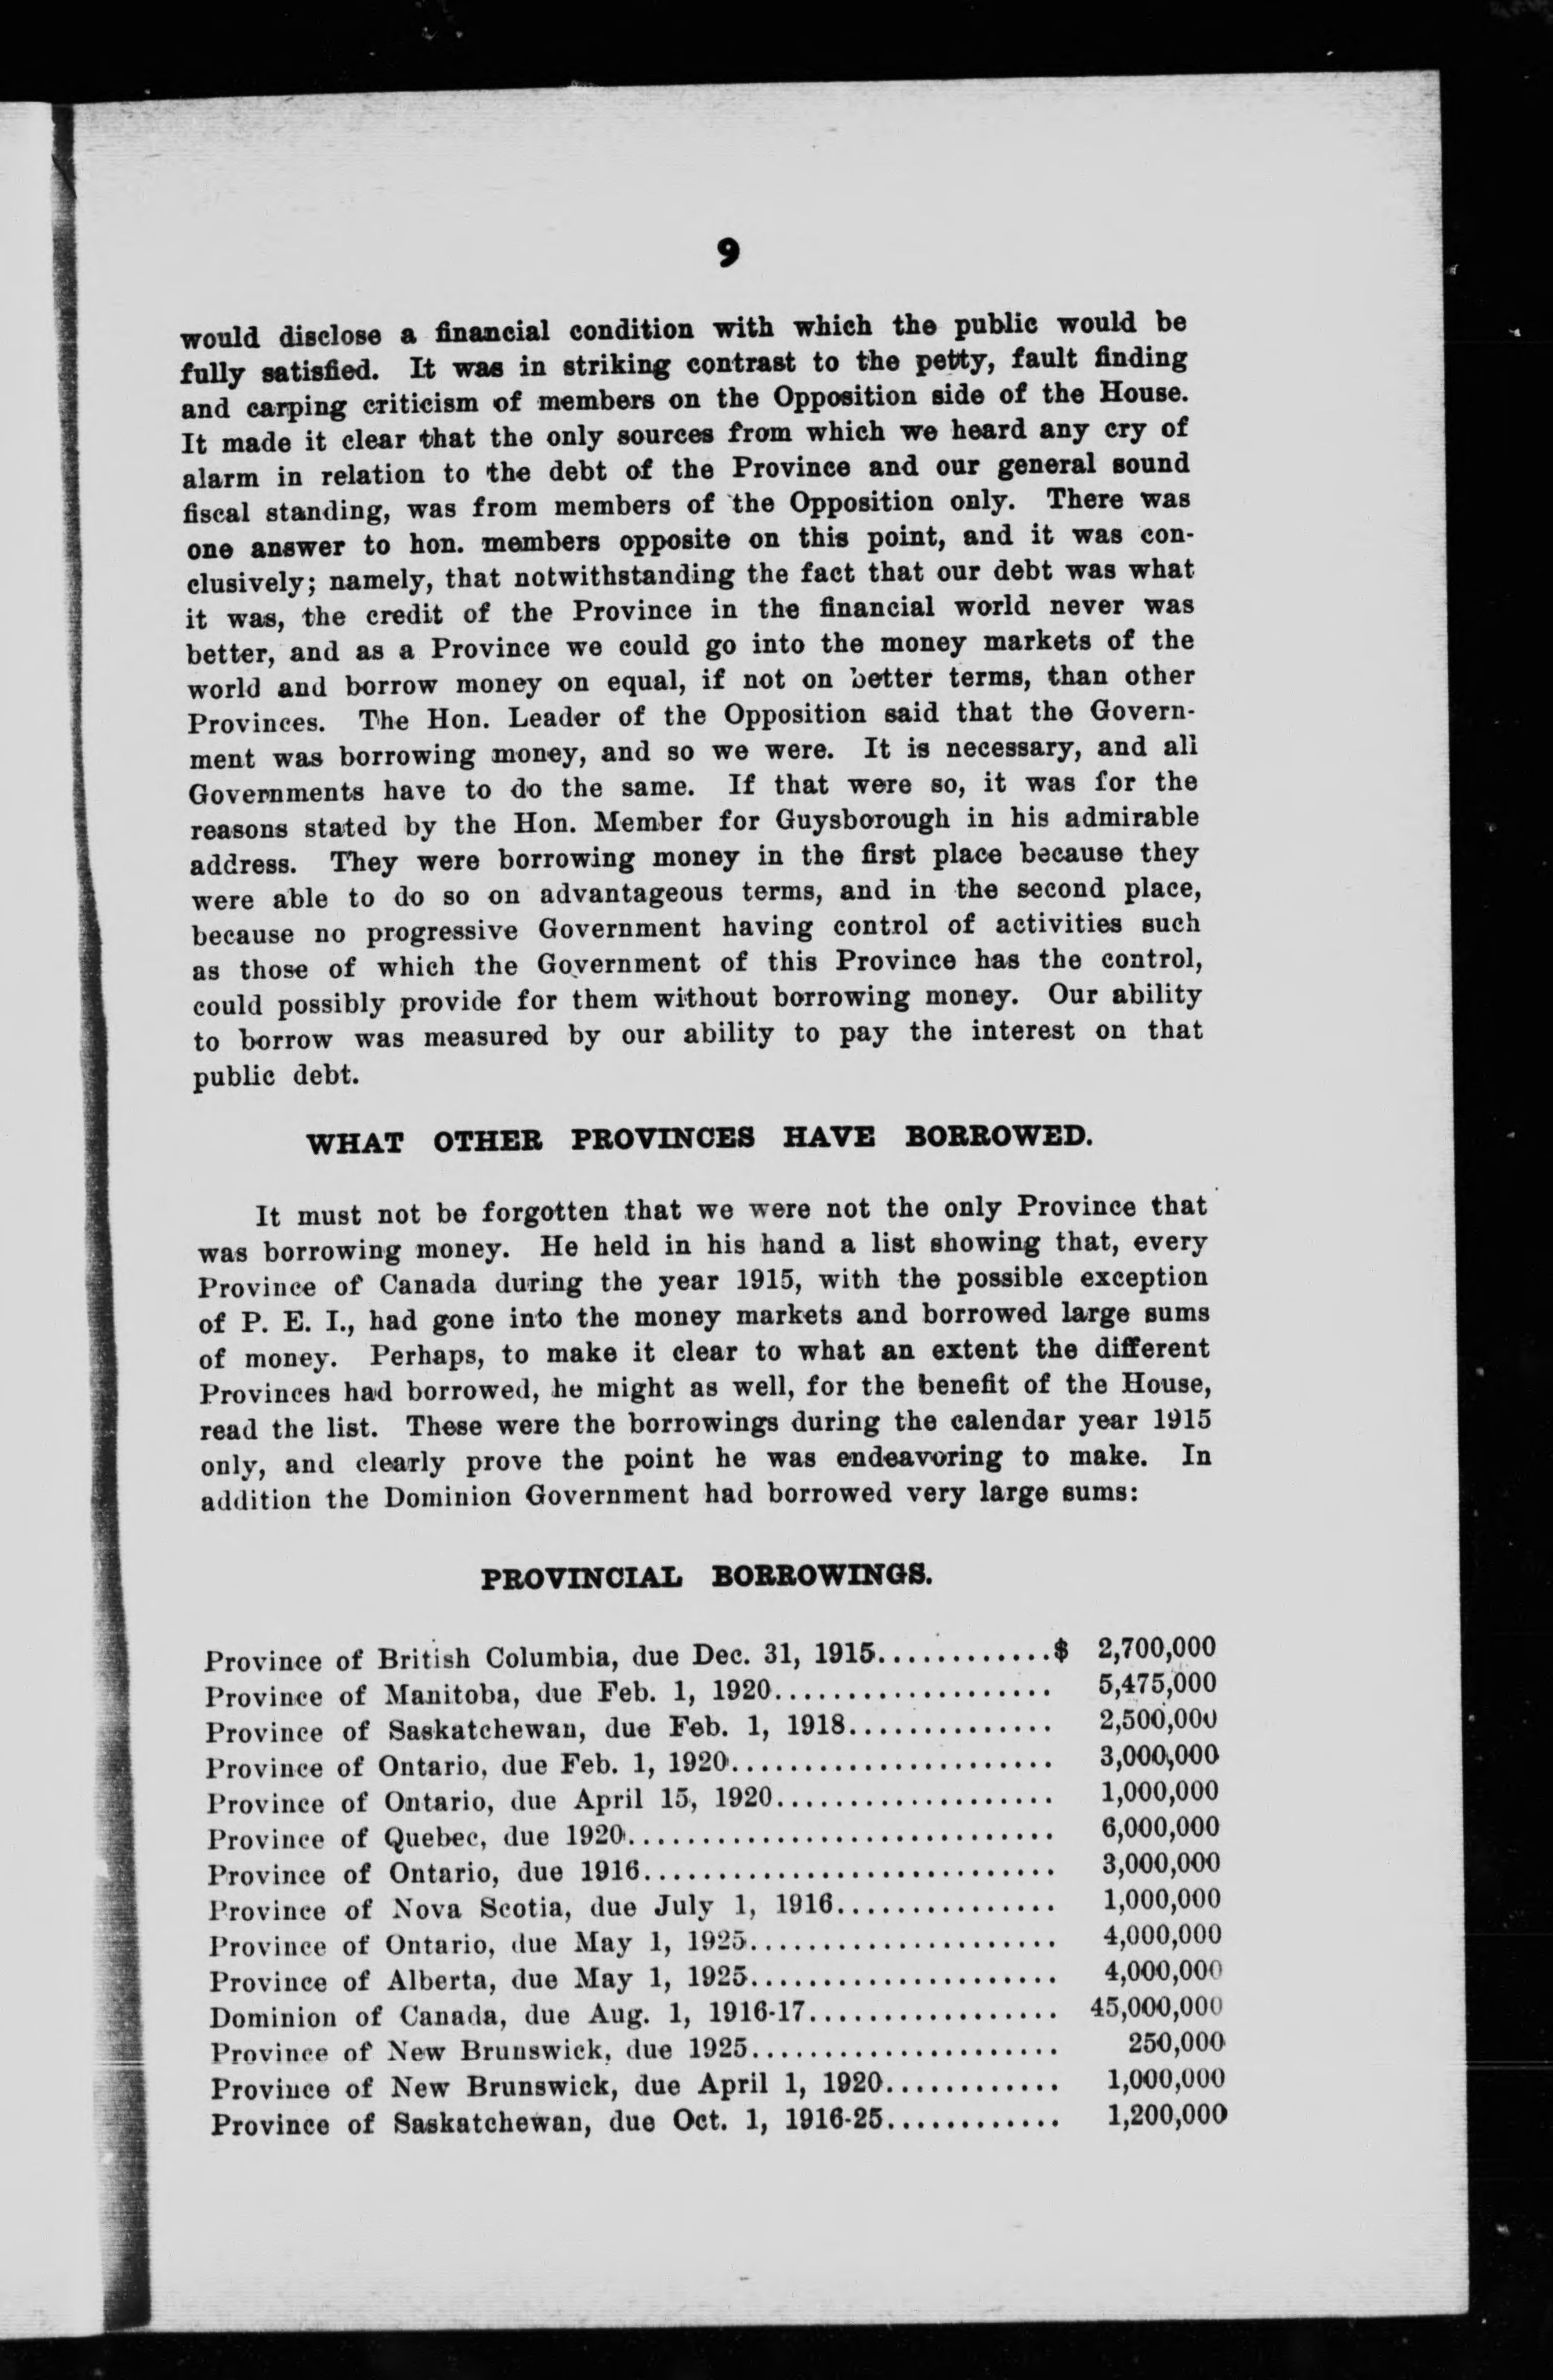 9
would disclose a financial condition with which the public would be
fully satisfied. It was in striking contrast to the petty, fault finding
and carping criticism of members on the Opposition side of the House.
It made it clear that the only sources from which we heard any cry of
alarm in relation to the debt of the Province and our general sound
fiscal standing, was from members of the Opposition only. There was
one answer to hon. members opposite on this point, and it was con-
clusively; namely, that notwithstanding the fact that our debt was what
it was, the credit of the Province in the financial world never was
better, and as a Province we could go into the money markets of the
world and borrow money on equal, if not on better terms, than other
Provinces. The Hon. Leader of the Opposition said that the Govern-
ment was borrowing money, and so we were. It is necessary, and all
Governments have to do the same. If that were so, it was for the
reasons stated by the Hon. Member for Guysborough in his admirable
address. They were borrowing money in the first place because they
were able to do so on advantageous terms, and in the second place,
because no progressive Government having control of activities such
as those of which the Government of this Province has the control,
could possibly provide for them without borrowing money. Our ability
to borrow was measured by our ability to pay the interest on that
public debt.
WHAT OTHER PROVINCES HAVE BORROWED.
It must not be forgotten that we were not the only Province that
was borrowing money. He held in his hand a list showing that, every
Province of Canada during the year 1915, with the possible exception
of P. E. I., had gone into the money markets and borrowed large sums
of money. Perhaps, to make it clear to what an extent the different
Provinces had borrowed, he might as well, for the benefit of the House,
read the list. These were the borrowings during the calendar year 1915
only, and clearly prove the point he was endeavoring to make. In
addition the Dominion Government had borrowed very large sums:
PROVINCIAL BORROWINGS.
Province of British Columbia, due Dec. 31, 1915............$ 2,700,000
Province of Manitoba, due Feb. 1, 1920................... 5,475,000
Province of Saskatchewan, due Feb. 1, 1918.............. 2,500,000
Province of Ontario, due Feb. 1, 1920...................... 3,000,000
Province of Ontario, due April 15, 1920................... 1,000,000
Province of Quebec, due 1920............................. 6,000,000
Province of Ontario, due 1916............................ 3,000,000
Province of Nova Scotia, due July 1, 1916............... 1,000,000
Province of Ontario, due May 1, 1925..................... 4,000,000
Province of Alberta, due May 1, 1925..................... 4,000,000
Dominion of Canada, due Aug. 1, 1916-17................. 45,000,000
Province of New Brunswick, due 1925..................... 250,000
Province of New Brunswick, due April 1, 1920............ 1,000,000
Province of Saskatchewan, due Oct. 1, 1916-25............ 1,200,000